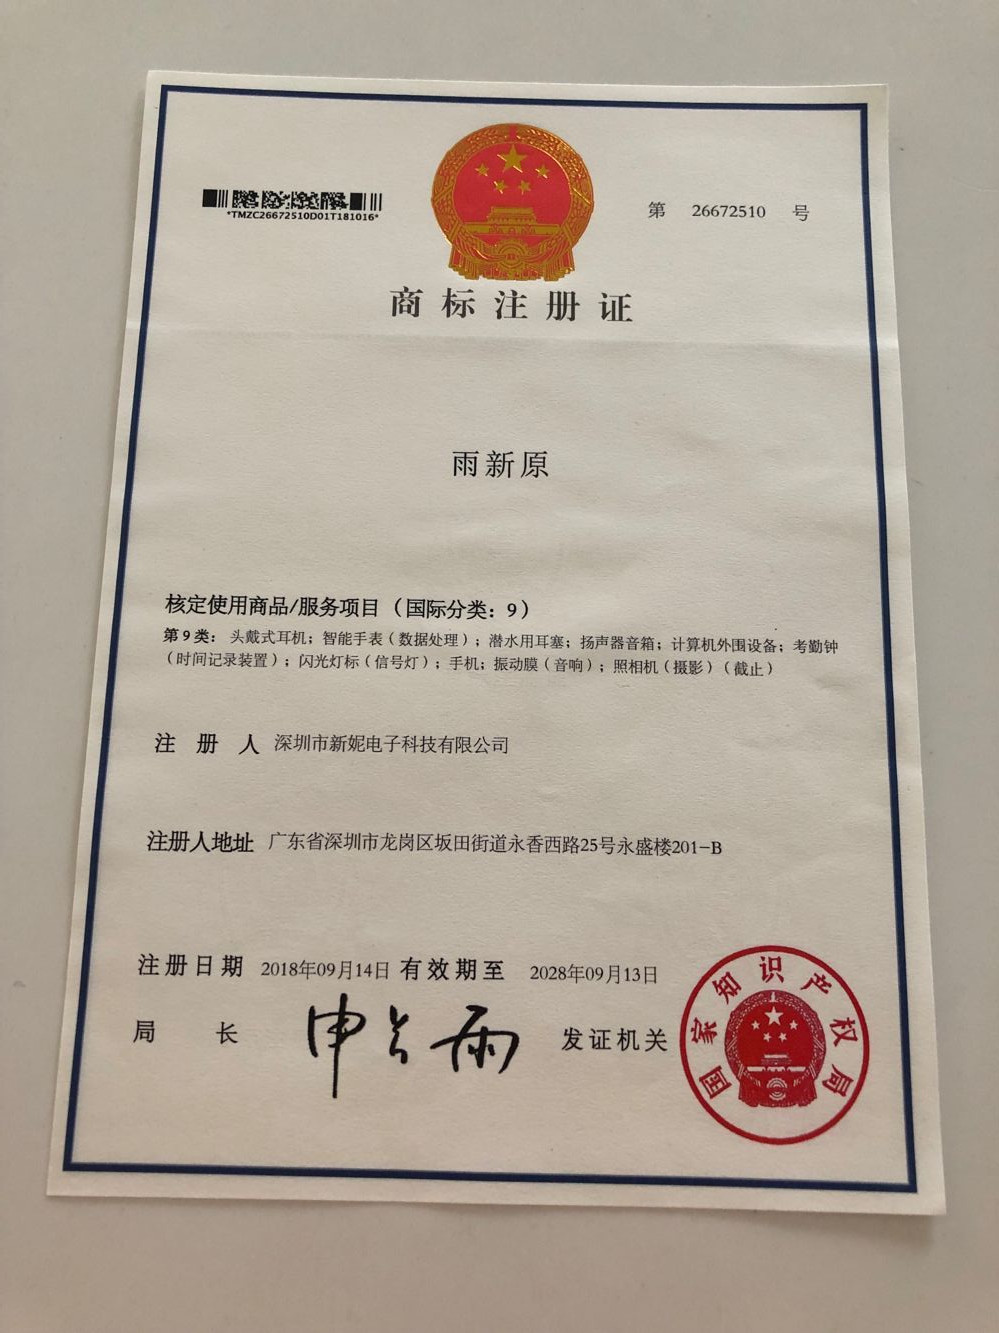 *TMZC26672510D01T181016*
第 26672510 号
商标注册证
雨新原
核定使用商品/服务项目（国际分类：9）
第9类：头戴式耳机；智能手表（数据处理）；潜水用耳塞；扬声器音箱；计算机外围设备；考勤钟
（时间记录装置）；闪光灯标（信号灯）；手机；振动膜（音响）；照相机（摄影）（截止）
注册人 深圳市新妮电子科技有限公司
注册人地址 广东省深圳市龙岗区坂田街道永香西路25号永盛楼201-B
注册日期 2018年09月14日 有效期至 2028年09月13日
局长 申长雨 发证机关
国家知识产权局